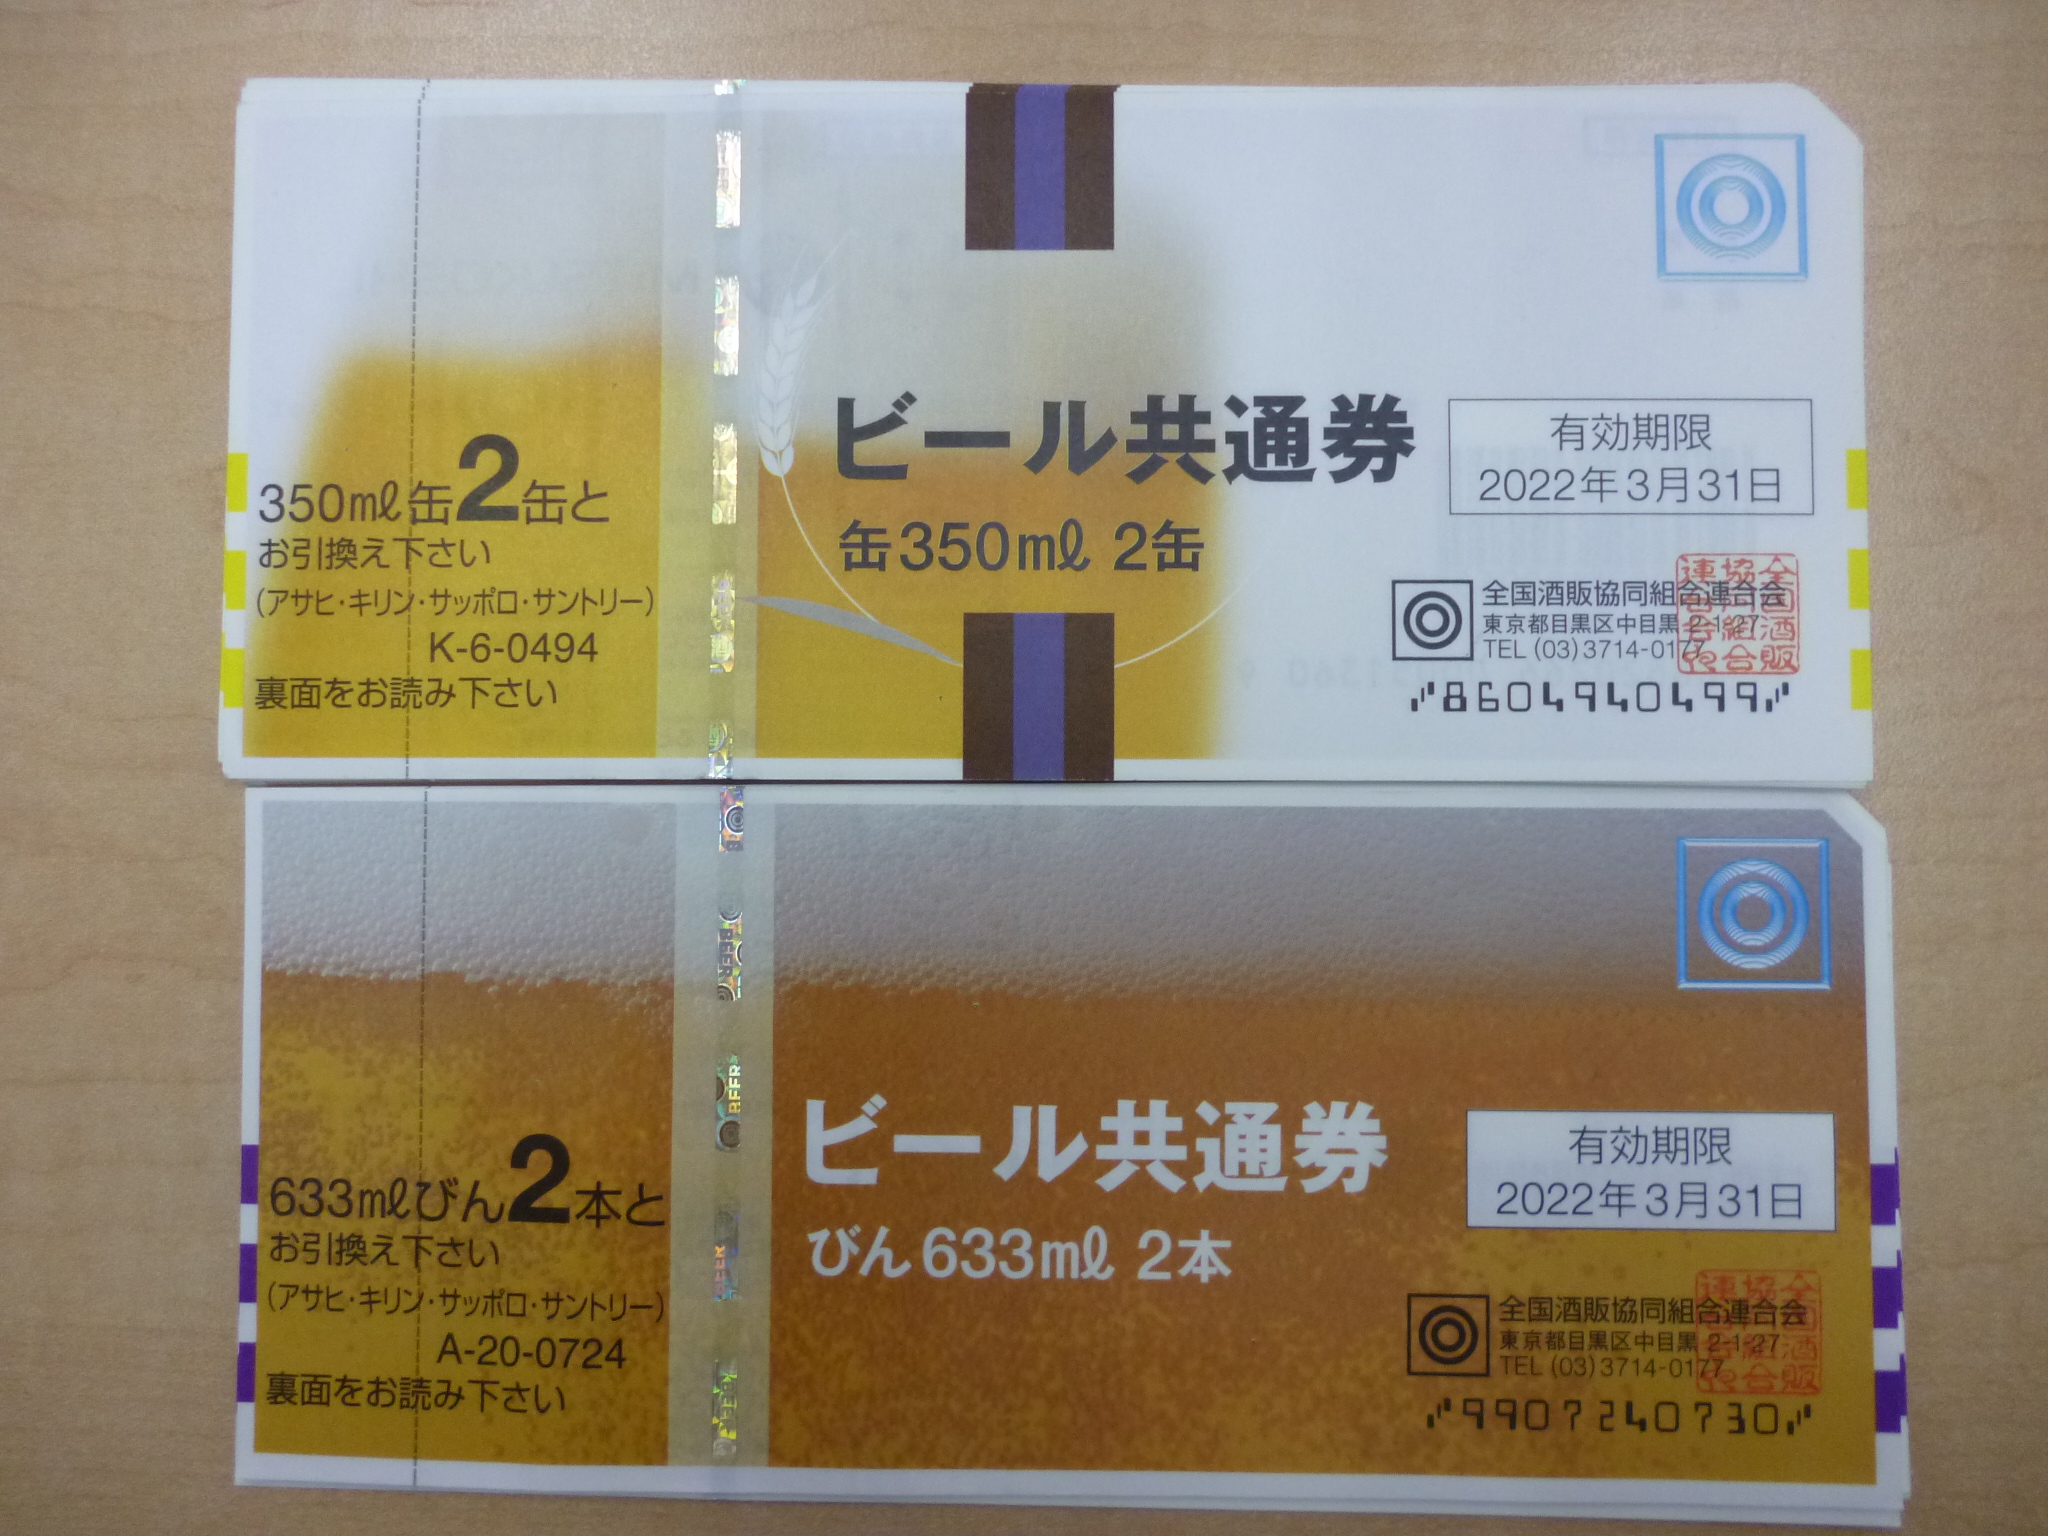 350mℓ缶2缶と
お引換え下さい
(アサヒ・キリン・サッポロ・サントリー)
K-6-0494
裏面をお読み下さい
ビール共通券
缶350mℓ 2缶
有効期限
2022年3月31日
全国酒販協同組合連合会
東京都目黒区中目黒 2-1-27
TEL (03) 3714-0177
8604940499
633mℓびん2本と
お引換え下さい
(アサヒ・キリン・サッポロ・サントリー)
A-20-0724
裏面をお読み下さい
BEER
BEER
BEER
ビール共通券
びん633mℓ 2本
有効期限
2022年3月31日
全国酒販協同組合連合会
東京都目黒区中目黒 2-1-27
TEL (03) 3714-0177
9907240730